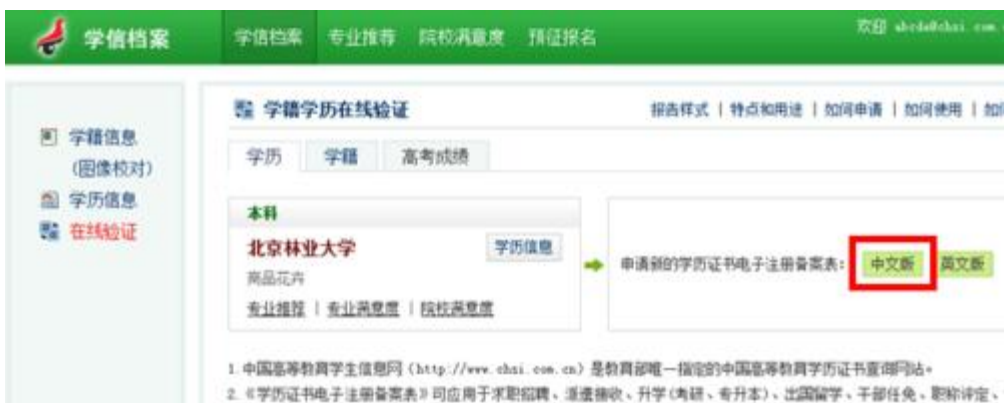 学信档案
学信档案 专业推荐 院校满意度 预征报名
欢迎
学籍信息
(图像校对)
学历信息
在线验证
学籍学历在线验证
报告样式 | 特点和用途 | 如何申请 | 如何使用 |
学历 学籍 高考成绩
本科
北京林业大学
学历信息
商品花卉
专业推荐 | 专业满意度 | 院校满意度
申请新的学历证书电子注册备案表: 中文版 英文版
1.中国高等教育学生信息网(http://www.chsi.com.cn)是教育部唯一指定的中国高等教育学历证书查询网站。
2.《学历证书电子注册备案表》可应用于求职招聘、派遣接收、升学(考研、专升本)、出国留学、干部任免、职称评定、